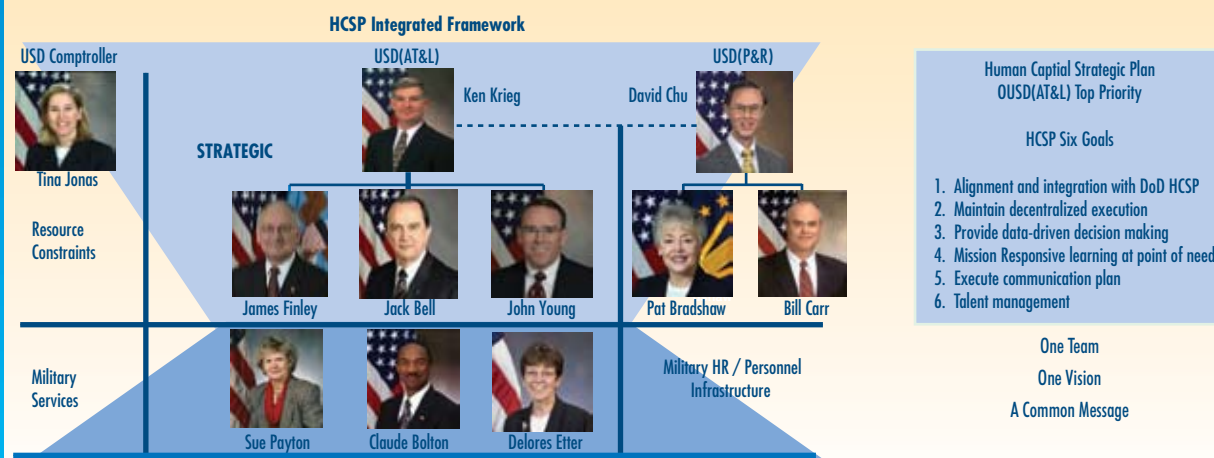 HCSP Integrated Framework
USD Comptroller
USD(AT&L)
USD(P&R)
Ken Krieg
David Chu
STRATEGIC
Tina Jonas
Resource
Constraints
James Finley
Jack Bell
John Young
Pat Bradshaw
Bill Carr
Military
Services
Military HR / Personnel
Infrastructure
Sue Payton
Claude Bolton
Delores Etter
Human Captial Strategic Plan
OUSD(AT&L) Top Priority
HCSP Six Goals
1. Alignment and integration with DoD HCSP
2. Maintain decentralized execution
3. Provide data-driven decision making
4. Mission Responsive learning at point of need
5. Execute communication plan
6. Talent management
One Team
One Vision
A Common Message